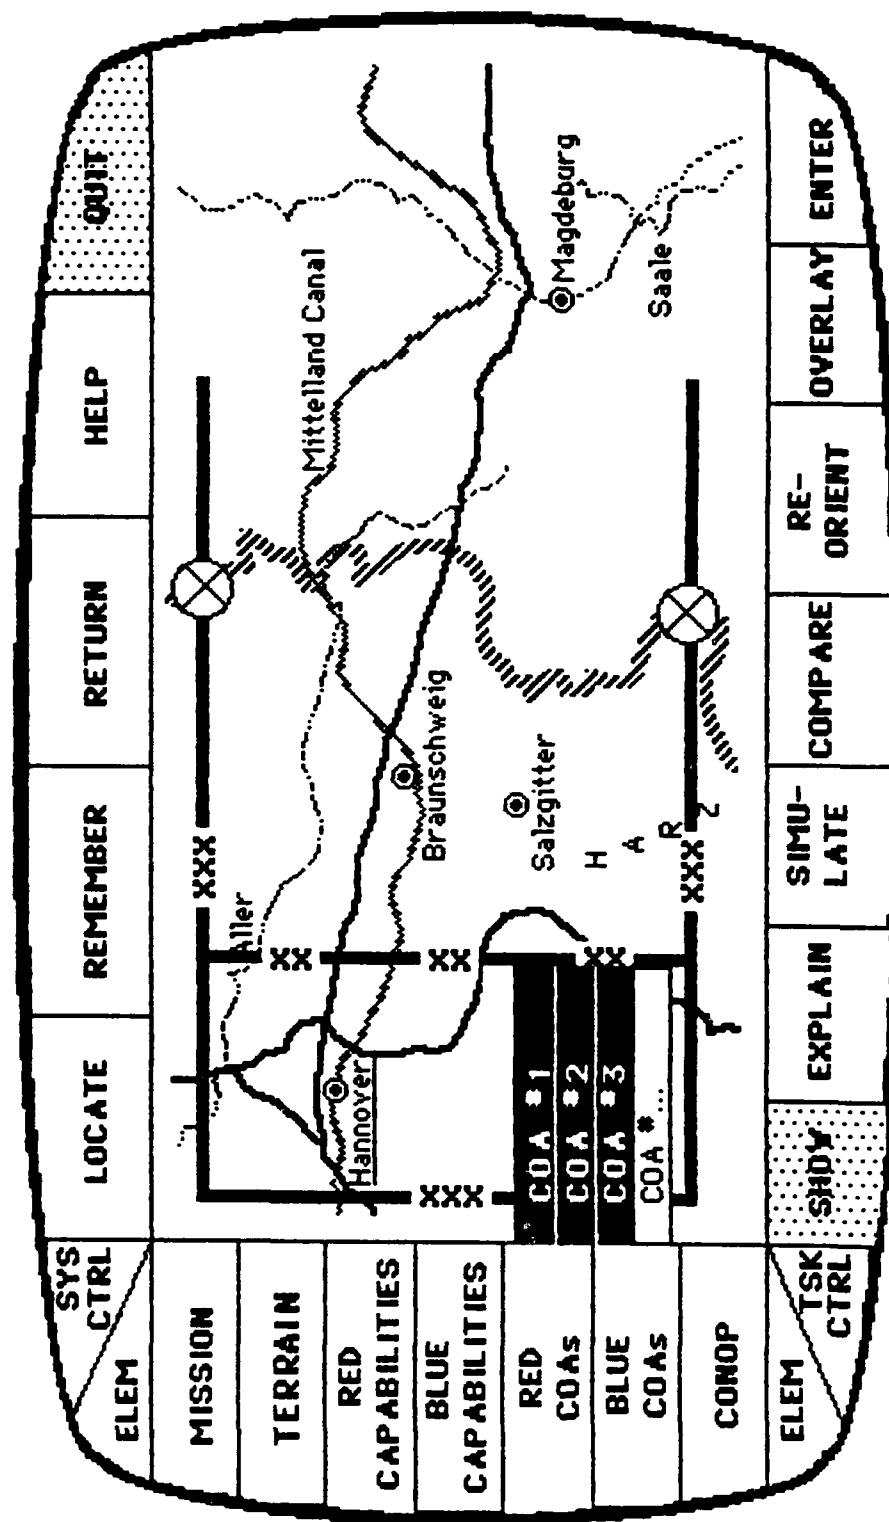 SYS
CTRL
ELEM
LOCATE
REMEMBER
RETURN
HELP
QUIT
MISSION
TERRAIN
RED
CAPABILITIES
BLUE
CAPABILITIES
RED
COAs
BLUE
COAs
CONOP
XXX
Aller
XX
Mittelland Canal
Hannover
XX
Braunschweig
Magdeburg
XXX
Salzgitter
Saale
COA #1
COA #2
COA #3
COA #...
XX
H
A
R
Z
XXX
ELEM
TSK
CTRL
SHOW
EXPLAIN
SIMU-
LATE
COMPARE
RE-
ORIENT
OVERLAY
ENTER